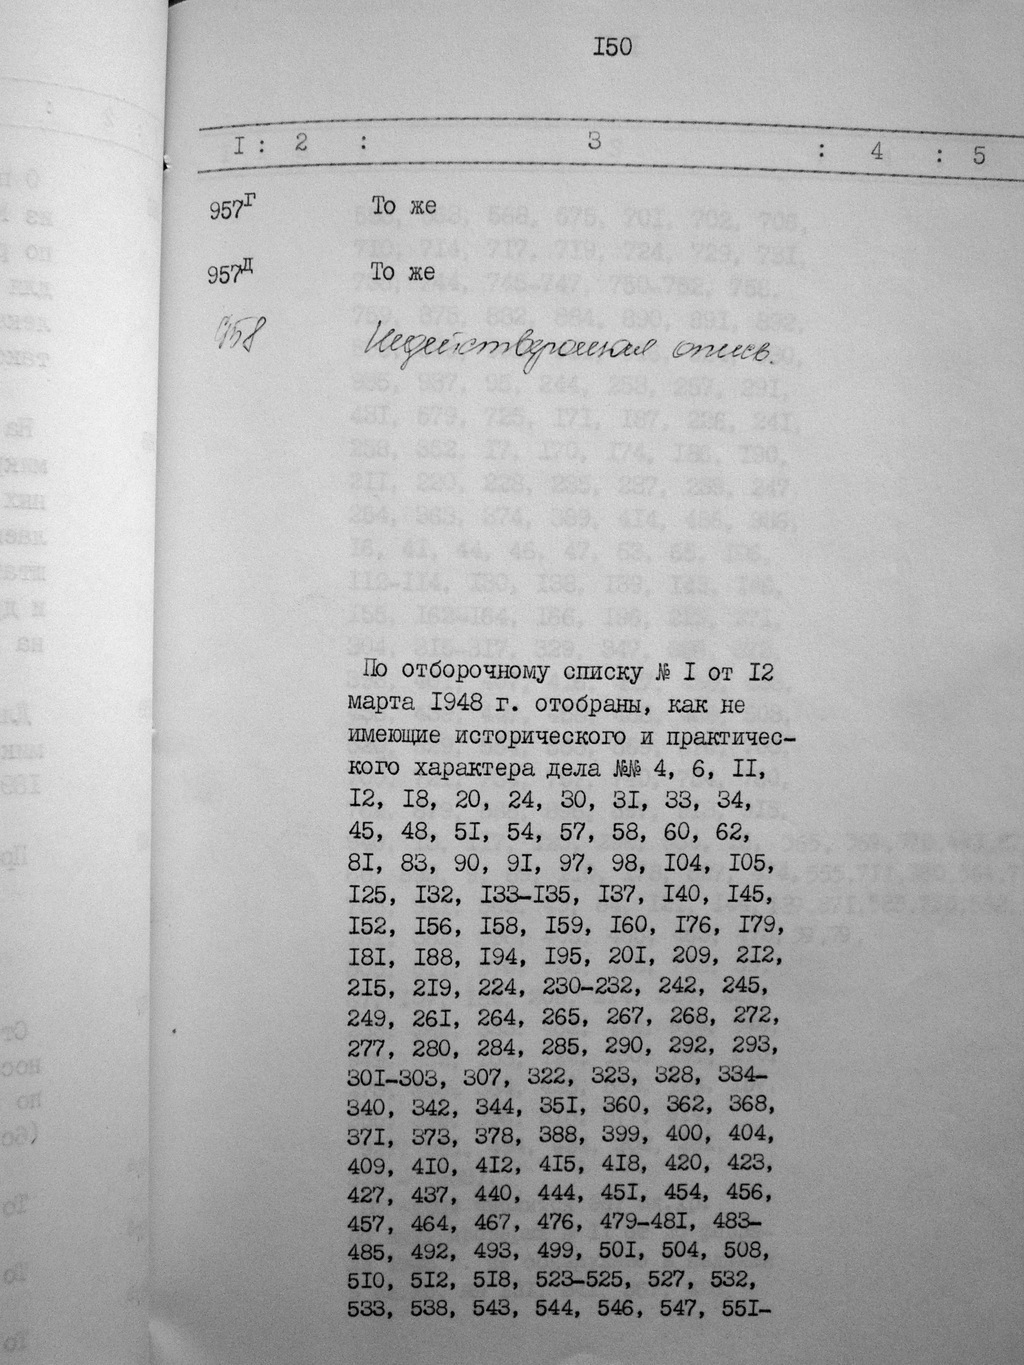 150
I : 2 : 3 : 4 : 5
957г То же
957д То же
958 Недействующая опись.
По отборочному списку № I от I2
марта I948 г. отобраны, как не
имеющие исторического и практичес-
кого характера дела №№ 4, 6, II,
I2, I8, 20, 24, 30, 3I, 33, 34,
45, 48, 5I, 54, 57, 58, 60, 62,
8I, 83, 90, 9I, 97, 98, I04, I05,
I25, I32, I33-I35, I37, I40, I45,
I52, I56, I58, I59, I60, I76, I79,
I8I, I88, I94, I95, 20I, 209, 2I2,
2I5, 2I9, 224, 230-232, 242, 245,
249, 26I, 264, 265, 267, 268, 272,
277, 280, 284, 285, 290, 292, 293,
30I-303, 307, 322, 323, 328, 334-
340, 342, 344, 35I, 360, 362, 368,
37I, 373, 378, 388, 399, 400, 404,
409, 4I0, 4I2, 4I5, 4I8, 420, 423,
427, 437, 440, 444, 45I, 454, 456,
457, 464, 467, 476, 479-48I, 483-
485, 492, 493, 499, 50I, 504, 508,
5I0, 5I2, 5I8, 523-525, 527, 532,
533, 538, 543, 544, 546, 547, 55I-